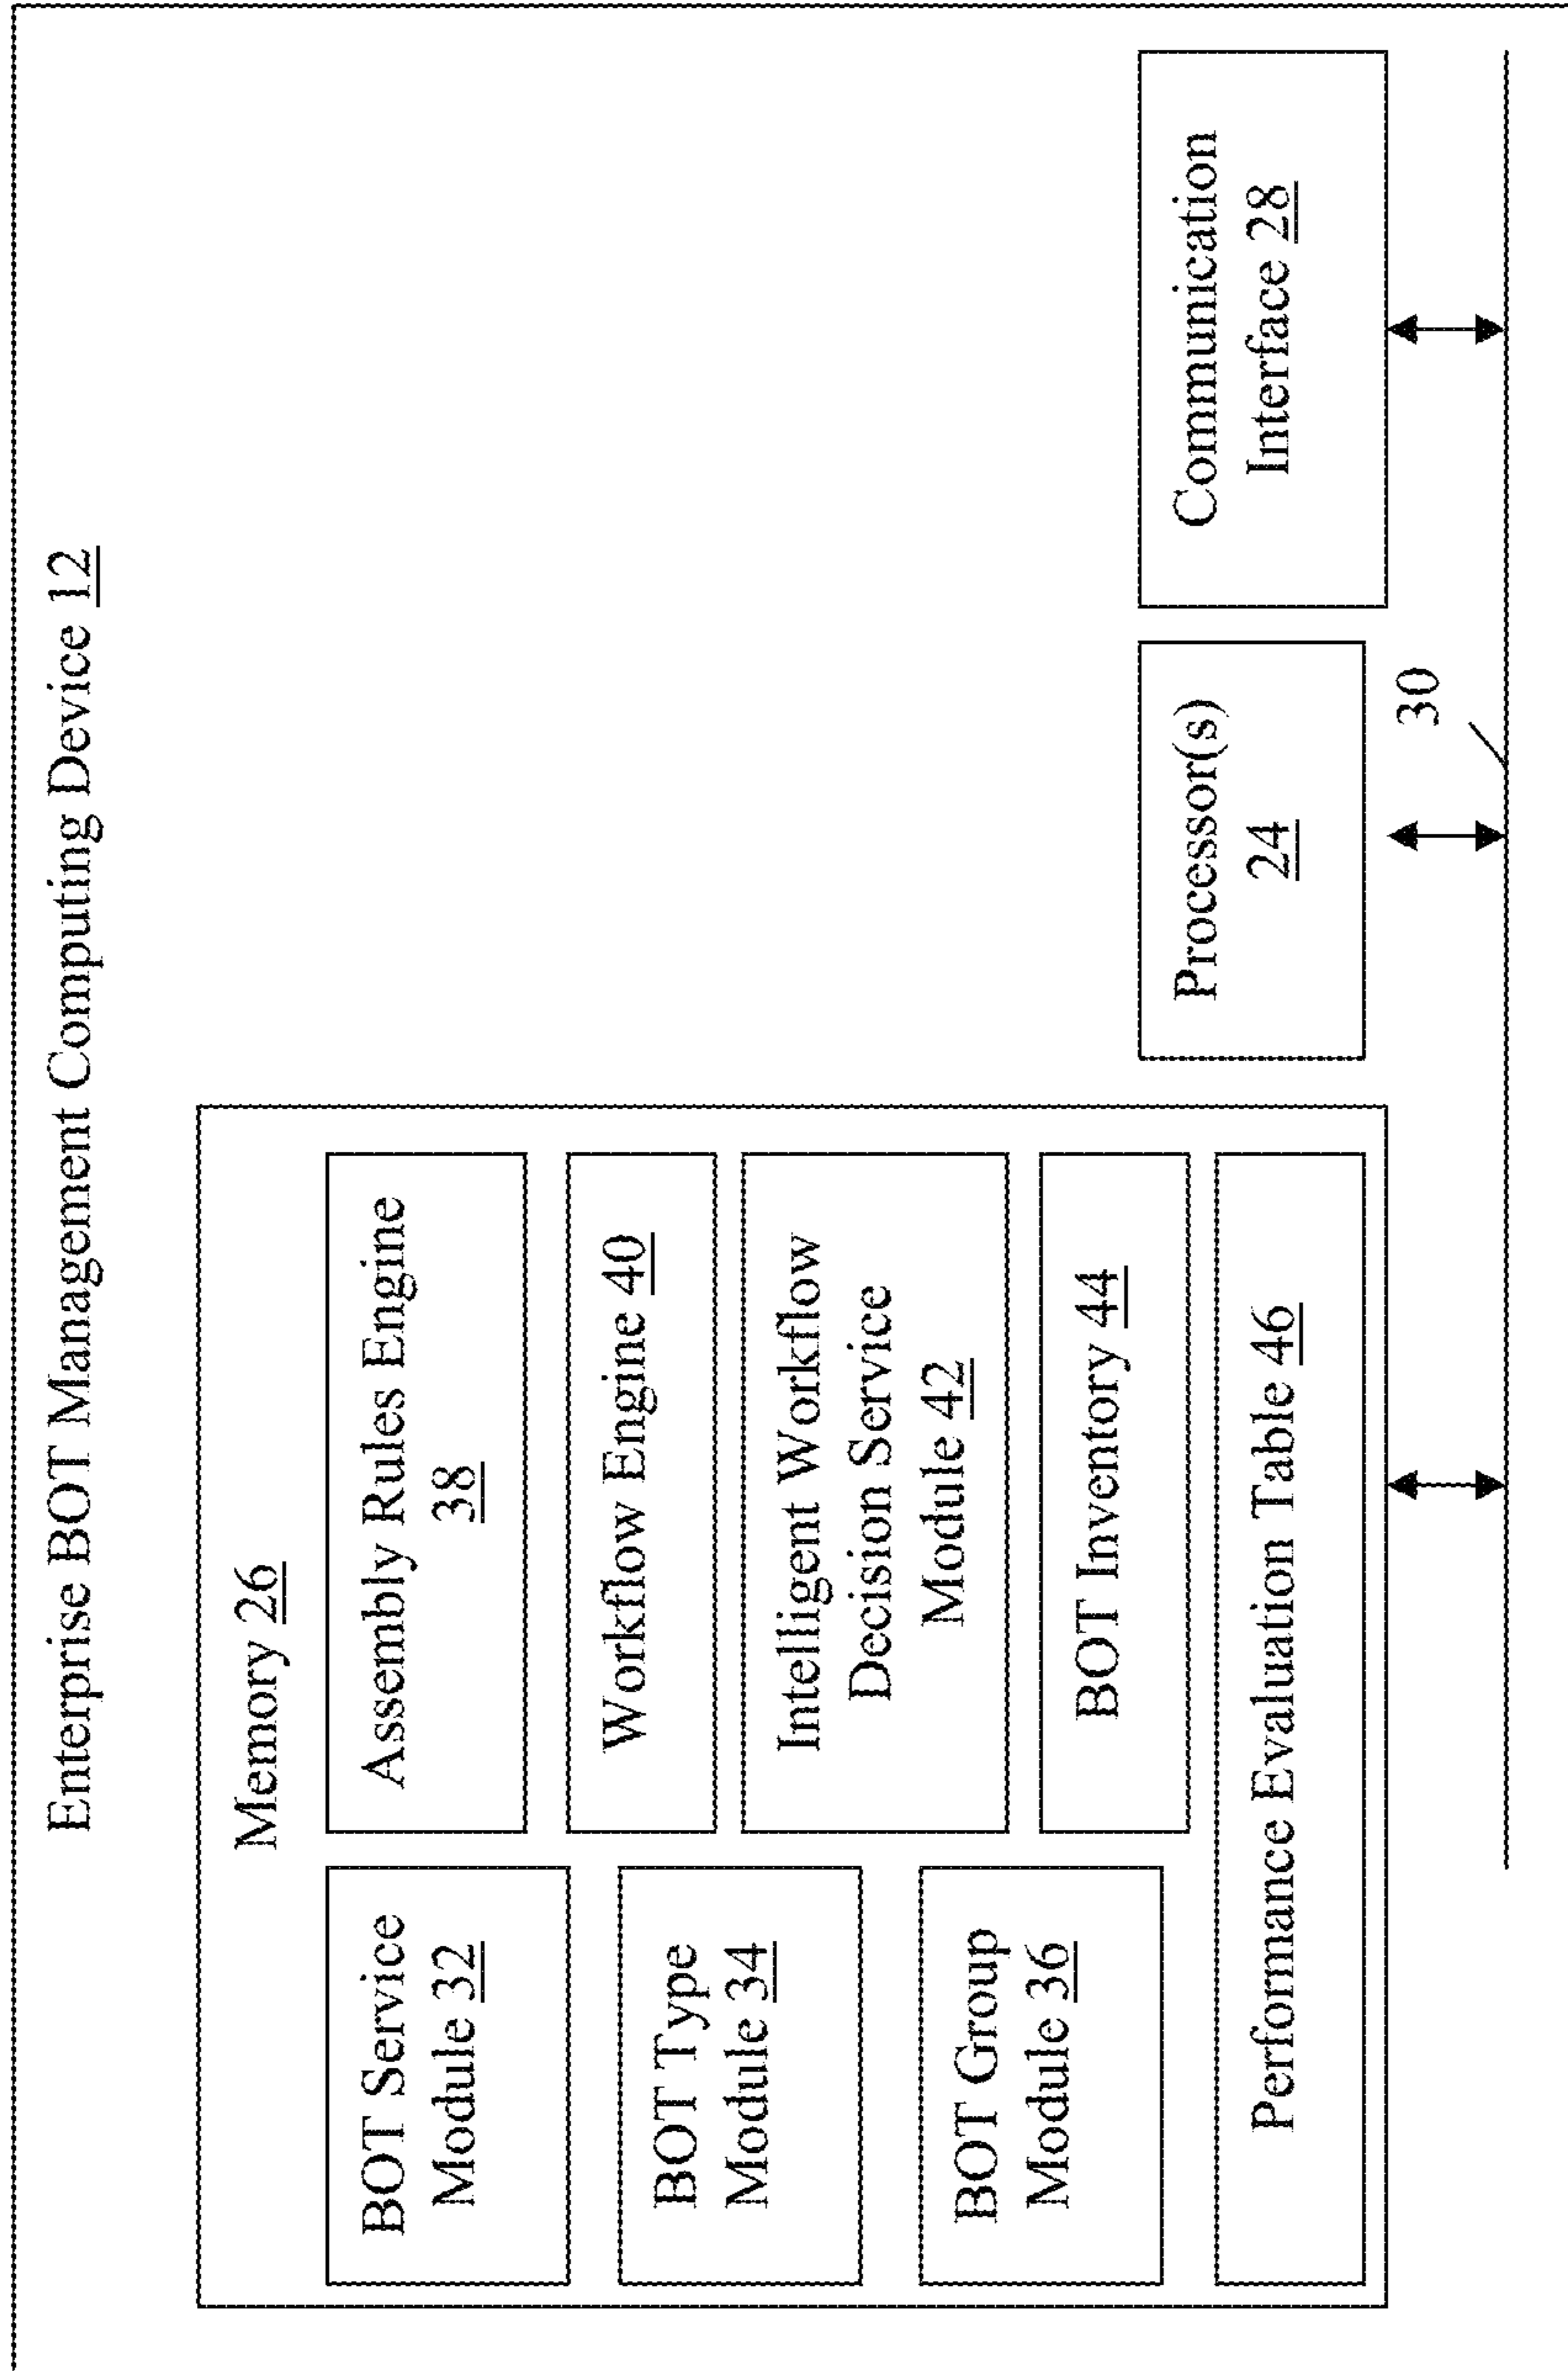 Enterprise BOT Management Computing Device 12
Memory 26
BOT Service
Module 32
BOT Type
Module 34
BOT Group
Module 36
Assembly Rules Engine
38
Workflow Engine 40
Intelligent Workflow
Decision Service
Module 42
BOT Inventory 44
Performance Evaluation Table 46
Processor(s)
24
Communication
Interface 28
30